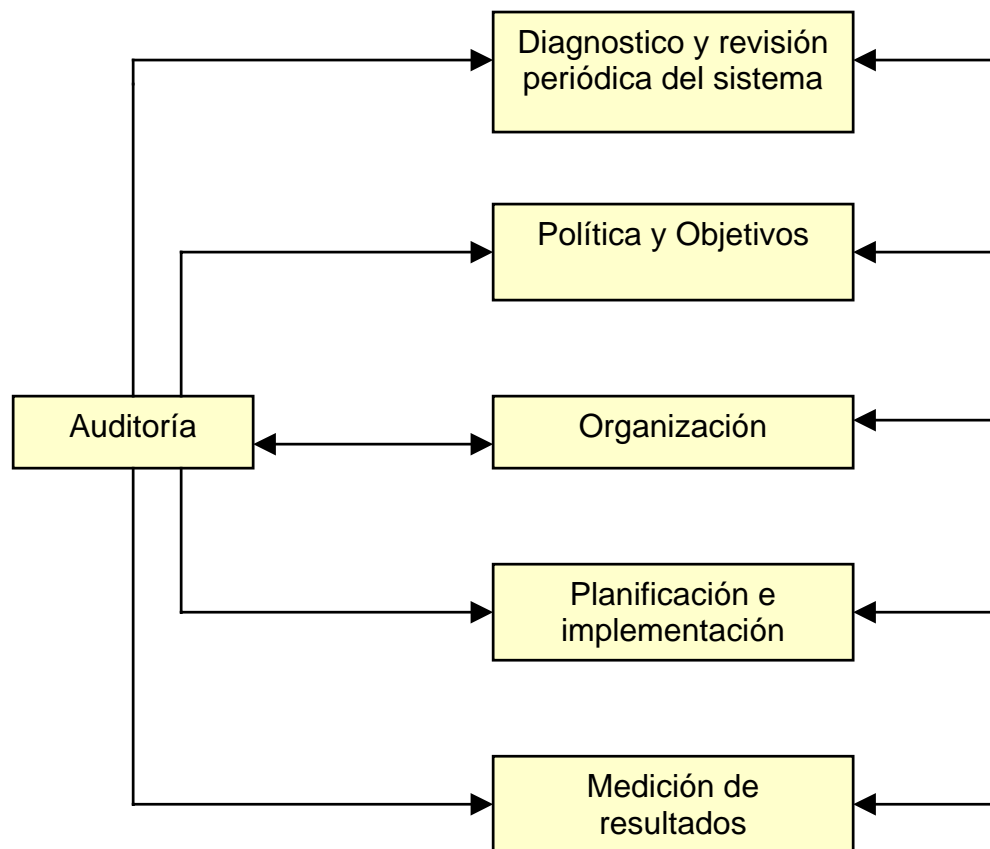 Diagnostico y revisión
periódica del sistema
Política y Objetivos
Auditoría
Organización
Planificación e
implementación
Medición de
resultados